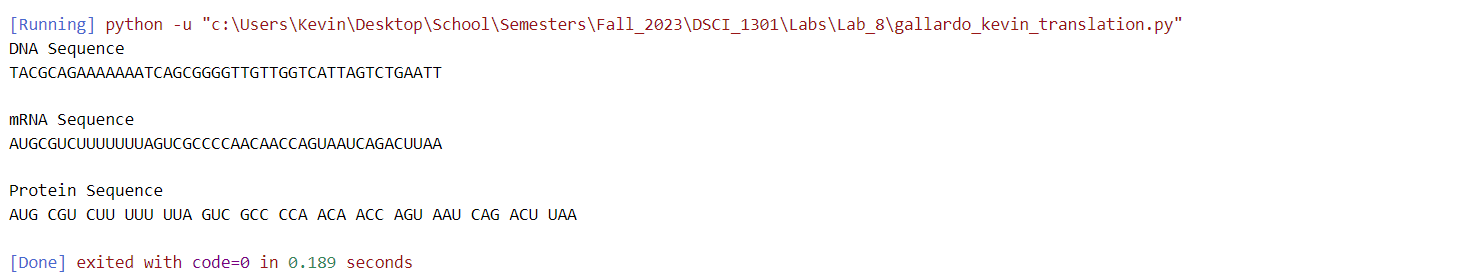 [Running] python -u "c:\Users\Kevin\Desktop\School\Semesters\Fall_2023\DSCI_1301\Labs\Lab_8\gallardo_kevin_translation.py"
DNA Sequence
TACGCAGAAAAAAATCAGCGGGGTTGTTGGTCATTAGTCTGAATT
mRNA Sequence
AUGCGUCUUUUUUUAGUCGCCCCAACAACCAGUAAUCAGACUUAA
Protein Sequence
AUG CGU CUU UUU UUA GUC GCC CCA ACA ACC AGU AAU CAG ACU UAA
[Done] exited with code=0 in 0.189 seconds